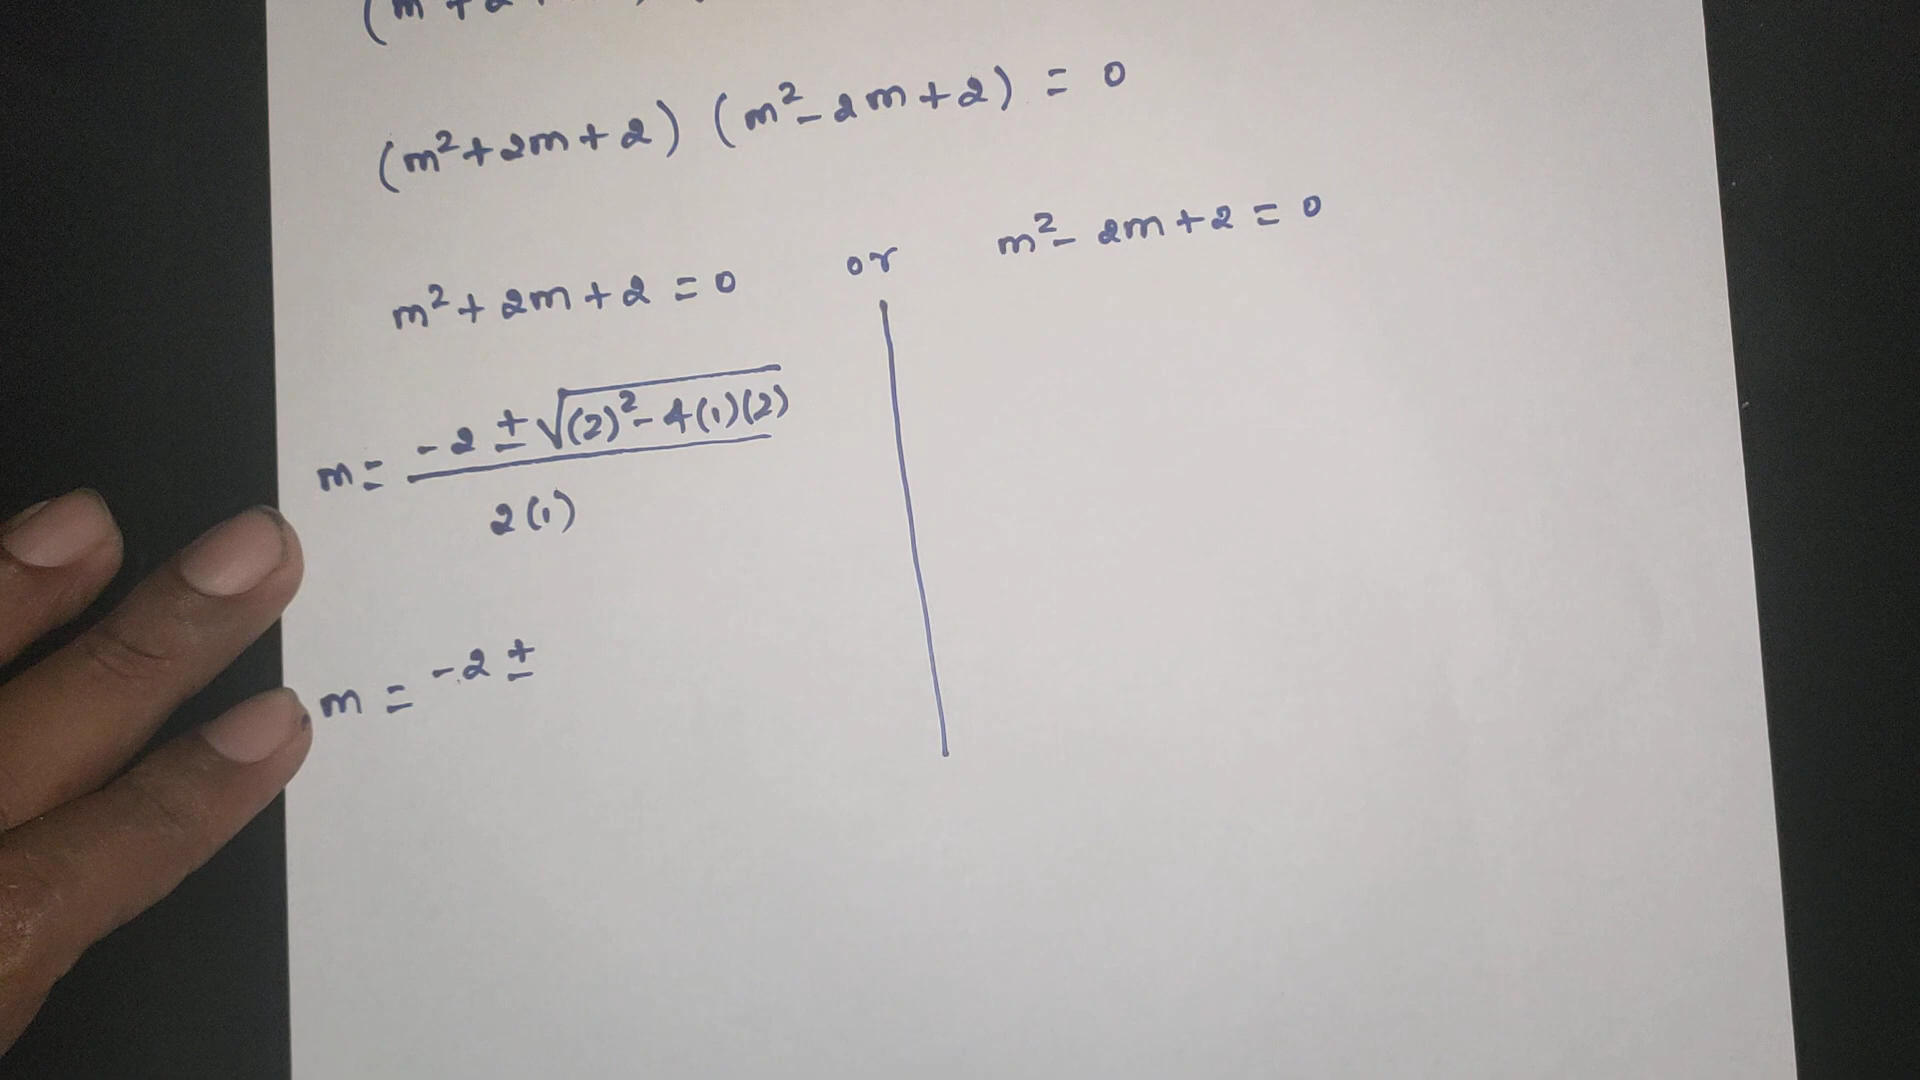 (m²+2m+2) (m²-2m+2) = 0
m²+2m+2=0 or m²-2m+2=0
m= -2 ± √(2)²-4(1)(2)
2(1)
m = -2 ±